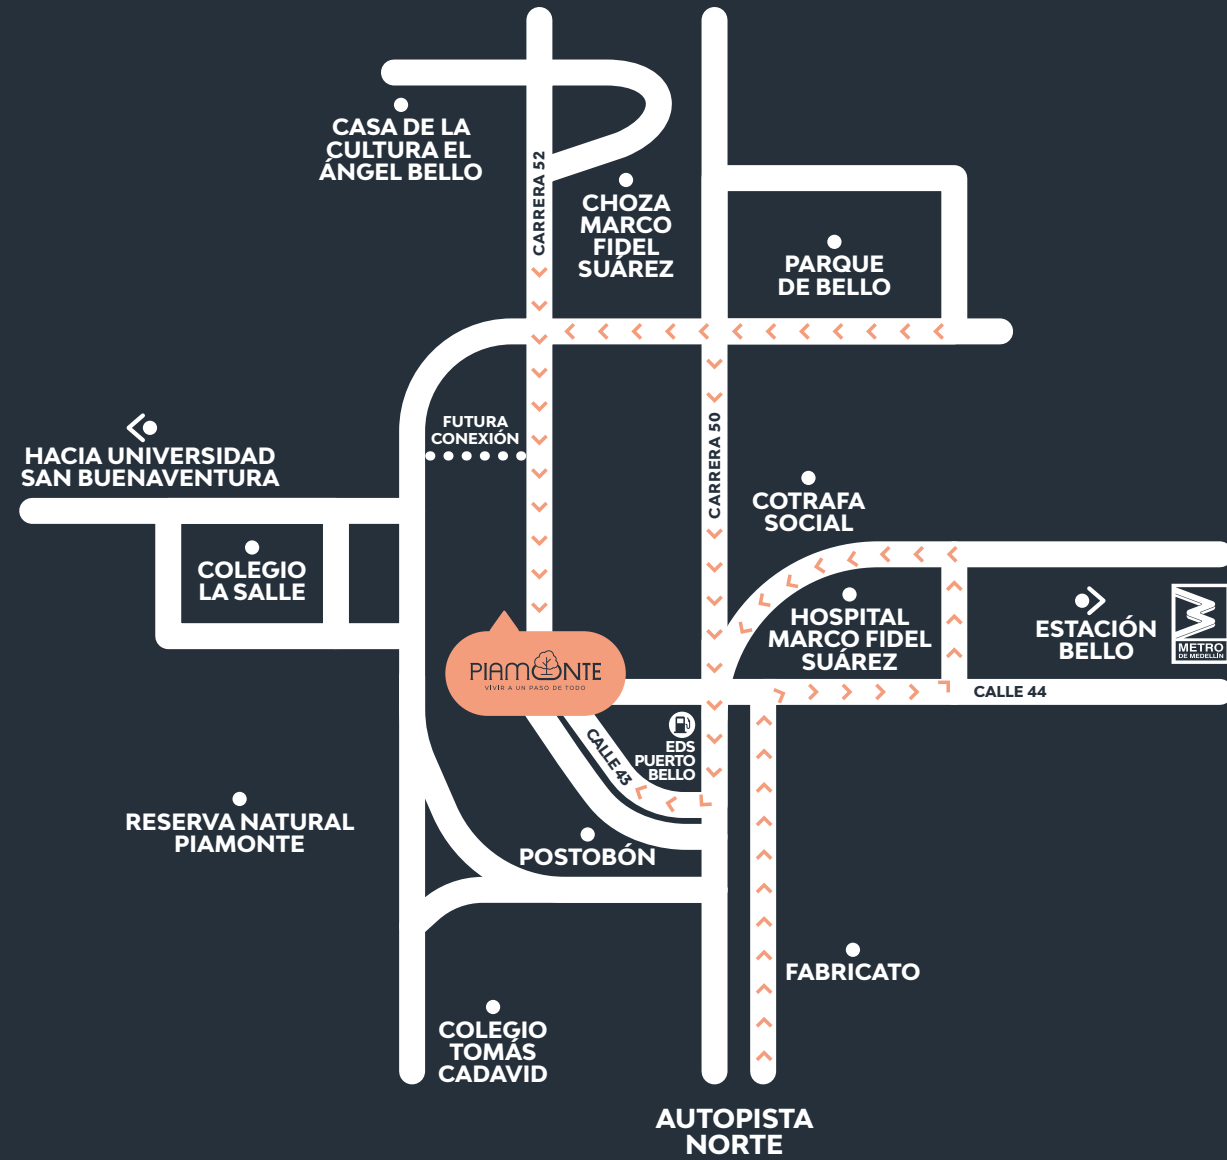 CASA DE LA
CULTURA EL
ÁNGEL BELLO
CARRERA 52
CHOZA
MARCO
FIDEL
SUÁREZ
PARQUE
DE BELLO
FUTURA
CONEXIÓN
HACIA UNIVERSIDAD
SAN BUENAVENTURA
CARRERA 50
COTRAFA
SOCIAL
COLEGIO
LA SALLE
HOSPITAL
MARCO FIDEL
SUÁREZ
ESTACIÓN
BELLO
METRO
DE MEDELLÍN
PIAMONTE
VIVIR A UN PASO DE TODO
CALLE 44
CALLE 43
EDS
PUERTO
BELLO
RESERVA NATURAL
PIAMONTE
POSTOBÓN
FABRICATO
COLEGIO
TOMÁS
CADAVID
AUTOPISTA
NORTE